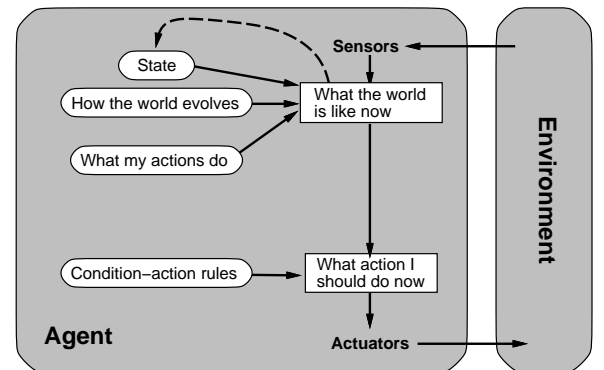 Sensors
State
What the world
is like now
How the world evolves
What my actions do
Condition−action rules
What action I
should do now
Agent
Actuators
Environment